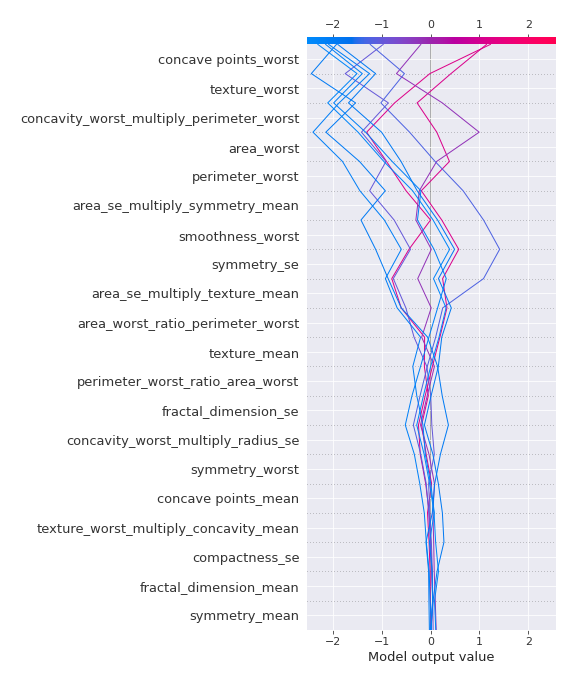 −2 −1 0 1 2
concave points_worst
texture_worst
concavity_worst_multiply_perimeter_worst
area_worst
perimeter_worst
area_se_multiply_symmetry_mean
smoothness_worst
symmetry_se
area_se_multiply_texture_mean
area_worst_ratio_perimeter_worst
texture_mean
perimeter_worst_ratio_area_worst
fractal_dimension_se
concavity_worst_multiply_radius_se
symmetry_worst
concave points_mean
texture_worst_multiply_concavity_mean
compactness_se
fractal_dimension_mean
symmetry_mean
−2 −1 0 1 2
Model output value